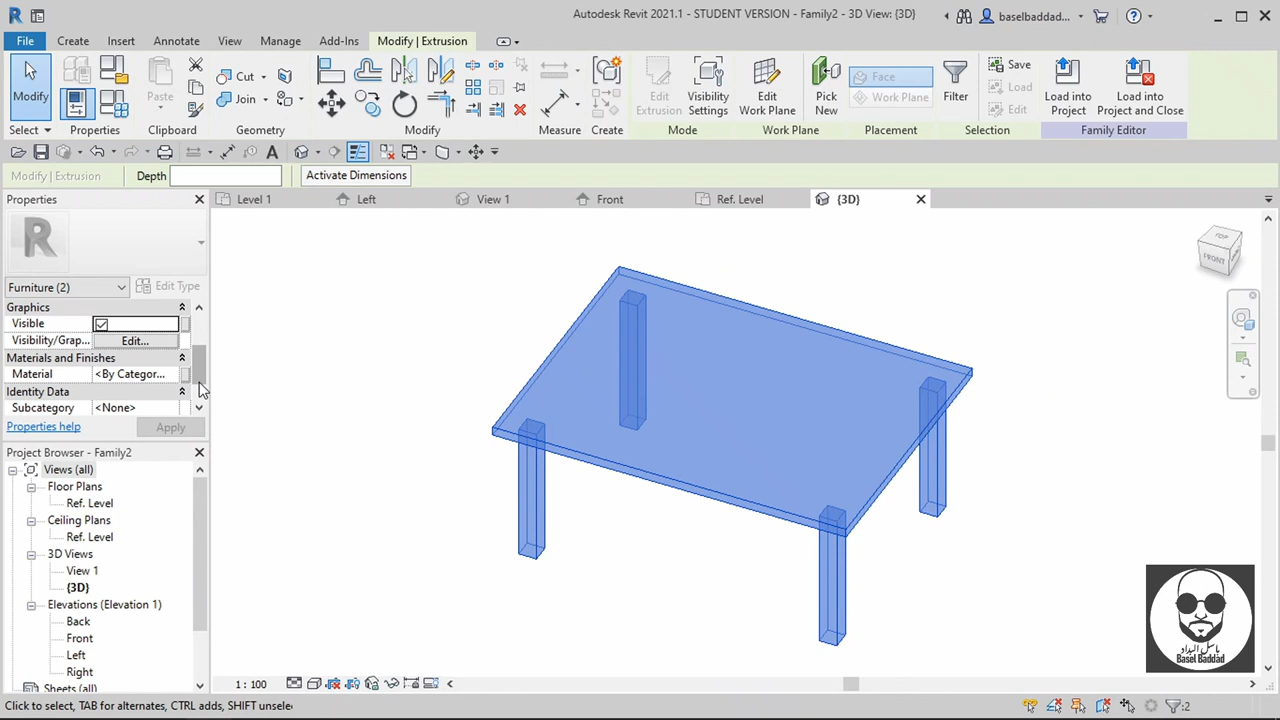 Autodesk Revit 2021.1 - STUDENT VERSION - Family2 - 3D View: {3D}
baselbaddad...
File Create Insert Annotate View Manage Add-Ins Modify | Extrusion
Modify
Paste
Cut
Join
Edit Extrusion
Visibility Settings
Edit Work Plane
Pick New
Face
Work Plane
Filter
Save
Load
Edit
Load into Project
Load into Project and Close
Select Properties Clipboard Geometry Modify Measure Create Mode Work Plane Placement Selection Family Editor
Modify | Extrusion Depth Activate Dimensions
Properties
Level 1 Left View 1 Front Ref. Level {3D}
R
Furniture (2) Edit Type
Graphics
Visible
Visibility/Grap... Edit...
Materials and Finishes
Material <By Categor...
Identity Data
Subcategory <None>
Properties help Apply
Project Browser - Family2
Views (all)
Floor Plans
Ref. Level
Ceiling Plans
Ref. Level
3D Views
View 1
{3D}
Elevations (Elevation 1)
Back
Front
Left
Right
Sheets (all)
TOP
FRONT
باسل البداد
Basel Baddad
1 : 100
Click to select, TAB for alternates, CTRL adds, SHIFT unselec
:2